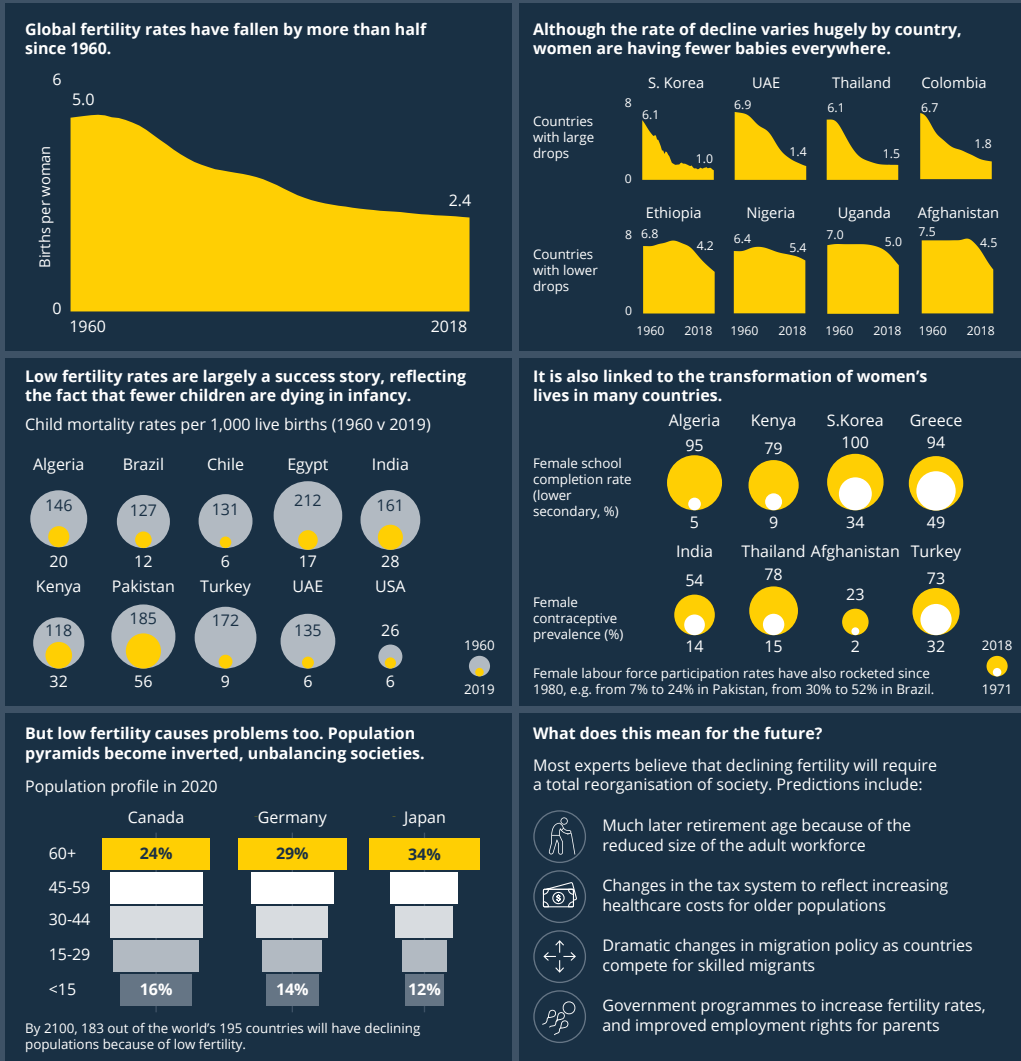 Global fertility rates have fallen by more than half
since 1960.
6
5.0
Births per woman
2.4
0
1960
2018
Although the rate of decline varies hugely by country,
women are having fewer babies everywhere.
S. Korea
UAE
Thailand
Colombia
Countries
with large
drops
8
0
6.1
1.0
6.9
1.4
6.1
1.5
6.7
1.8
Ethiopia
Nigeria
Uganda
Afghanistan
Countries
with lower
drops
8
0
6.8
4.2
6.4
5.4
7.0
5.0
7.5
4.5
1960 2018
1960 2018
1960 2018
1960 2018
Low fertility rates are largely a success story, reflecting
the fact that fewer children are dying in infancy.
Child mortality rates per 1,000 live births (1960 v 2019)
Algeria Brazil Chile Egypt India
146 127 131 212 161
20 12 6 17 28
Kenya Pakistan Turkey UAE USA
118 185 172 135 26
32 56 9 6 6
1960
2019
It is also linked to the transformation of women's
lives in many countries.
Algeria Kenya S.Korea Greece
Female school
completion rate
(lower
secondary, %)
95 79 100 94
5 9 34 49
India Thailand Afghanistan Turkey
Female
contraceptive
prevalence (%)
54 78 23 73
14 15 2 32
2018
1971
Female labour force participation rates have also rocketed since
1980, e.g. from 7% to 24% in Pakistan, from 30% to 52% in Brazil.
But low fertility causes problems too. Population
pyramids become inverted, unbalancing societies.
Population profile in 2020
Canada Germany Japan
60+ 24% 29% 34%
45-59
30-44
15-29
<15 16% 14% 12%
By 2100, 183 out of the world's 195 countries will have declining
populations because of low fertility.
What does this mean for the future?
Most experts believe that declining fertility will require
a total reorganisation of society. Predictions include:
Much later retirement age because of the
reduced size of the adult workforce
$
Changes in the tax system to reflect increasing
healthcare costs for older populations
Dramatic changes in migration policy as countries
compete for skilled migrants
Government programmes to increase fertility rates,
and improved employment rights for parents